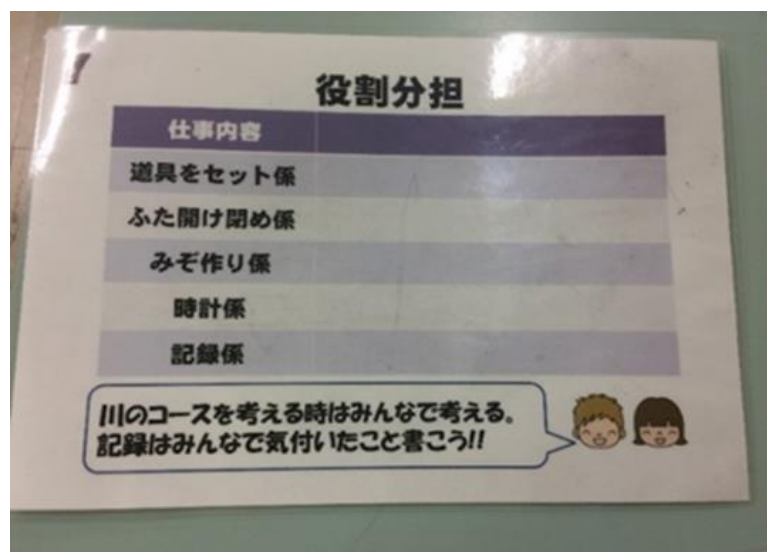 役割分担
仕事内容
道具をセット係
ふた開け閉め係
みぞ作り係
時計係
記録係
川のコースを考える時はみんなで考える。
記録はみんなで気付いたこと書こう!!